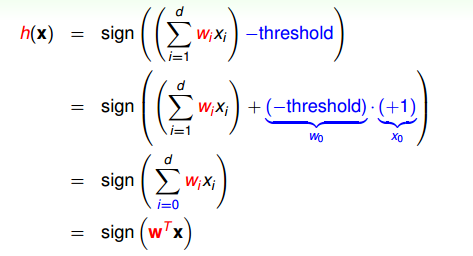 h(x) = sign((∑_{i=1}^{d} w_i x_i) −threshold)
= sign((∑_{i=1}^{d} w_i x_i) + (−threshold) · (+1))
w_0 x_0
= sign(∑_{i=0}^{d} w_i x_i)
= sign(w^T x)